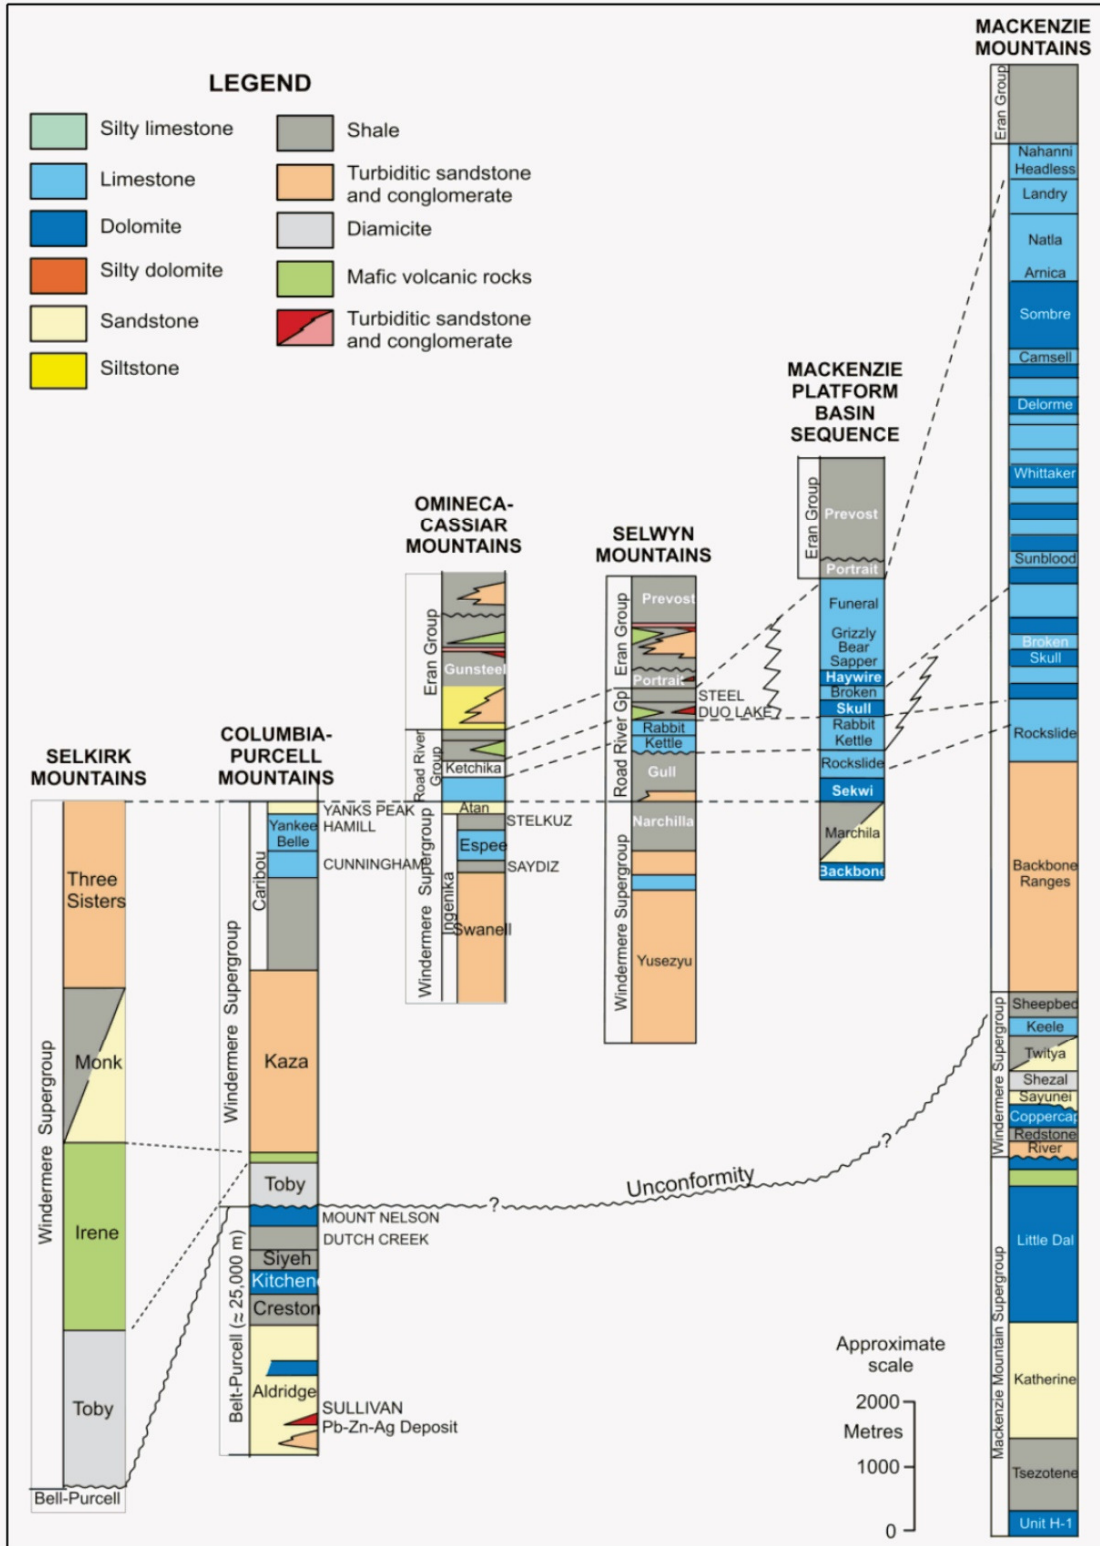 LEGEND
Silty limestone
Limestone
Dolomite
Silty dolomite
Sandstone
Siltstone
Shale
Turbiditic sandstone
and conglomerate
Diamicite
Mafic volcanic rocks
Turbiditic sandstone
and conglomerate
SELKIRK
MOUNTAINS
Windermere Supergroup
Three
Sisters
Monk
Irene
Toby
Bell-Purcell
COLUMBIA-
PURCELL
MOUNTAINS
Windermere Supergroup
Caribou
YANKS PEAK
Yankee
Belle
HAMILL
CUNNINGHAM
Kaza
Toby
Belt-Purcell (≈ 25,000 m)
MOUNT NELSON
DUTCH CREEK
Siyeh
Kitchene
Creston
Aldridge
SULLIVAN
Pb-Zn-Ag Deposit
OMINECA-
CASSIAR
MOUNTAINS
Eran Group
Gunsteel
Road River
Group
Ketchika
Windermere Supergroup
Ingenika
Atan
STELKUZ
Espee
SAYDIZ
Swanell
SELWYN
MOUNTAINS
Eran Group
Prevost
Portrait
Road River Gp
STEEL
DUO LAKE
Rabbit
Kettle
Gull
Windermere Supergroup
Narchilla
Yusezyu
MACKENZIE
PLATFORM
BASIN
SEQUENCE
Eran Group
Prevost
Portrait
Funeral
Grizzly
Bear
Sapper
Haywire
Broken
Skull
Rabbit
Kettle
Rockslide
Sekwi
Marchila
Backbone
MACKENZIE
MOUNTAINS
Eran Group
Nahanni
Headless
Landry
Natla
Arnica
Sombre
Camsell
Delorme
Whittaker
Sunblood
Broken
Skull
Rockslide
Backbone
Ranges
Windermere Supergroup
Sheepbed
Keele
Twitya
Shezal
Sayunei
Coppercap
Redstone
River
Mackenzie Mountain Supergroup
Little Dal
Katherine
Tsezotene
Unit H-1
?
Unconformity
?
Approximate
scale
2000
Metres
1000
0